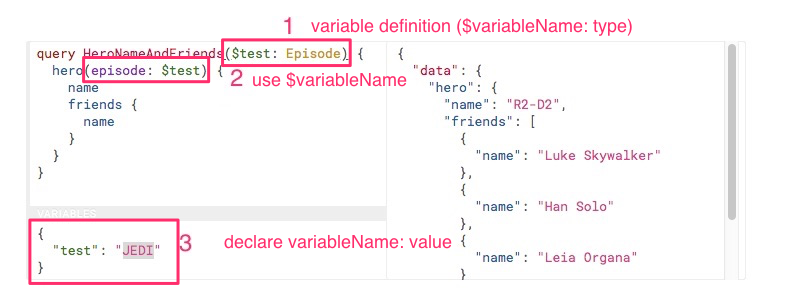 1 variable definition ($variableName: type)
query HeroNameAndFriends($test: Episode) {
hero(episode: $test) {
2 use $variableName
name
friends {
name
}
}
}
VARIABLES
{
"test": "JEDI"
}
3 declare variableName: value
{
"data": {
"hero": {
"name": "R2-D2",
"friends": [
{
"name": "Luke Skywalker"
},
{
"name": "Han Solo"
},
{
"name": "Leia Organa"
}